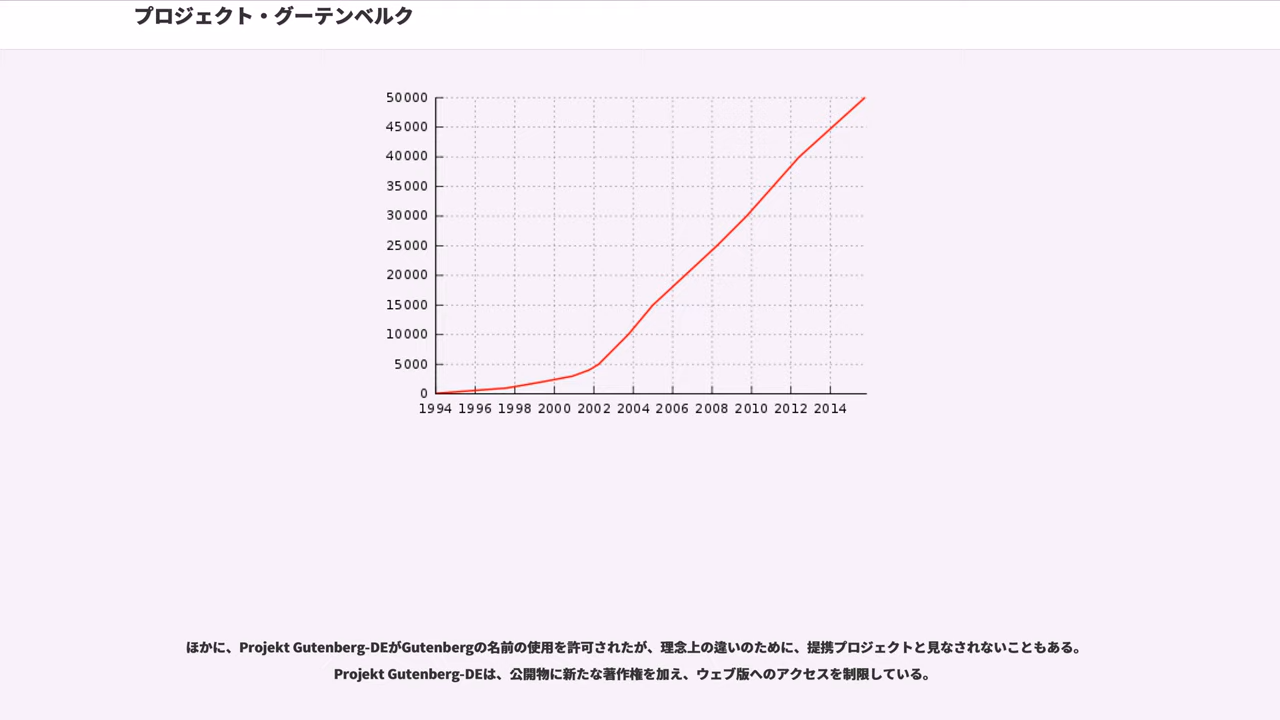 プロジェクト・グーテンベルク
50000
45000
40000
35000
30000
25000
20000
15000
10000
5000
0
1994 1996 1998 2000 2002 2004 2006 2008 2010 2012 2014
ほかに、Projekt Gutenberg-DEがGutenbergの名前の使用を許可されたが、理念上の違いのために、提携プロジェクトと見なされないこともある。
Projekt Gutenberg-DEは、公開物に新たな著作権を加え、ウェブ版へのアクセスを制限している。